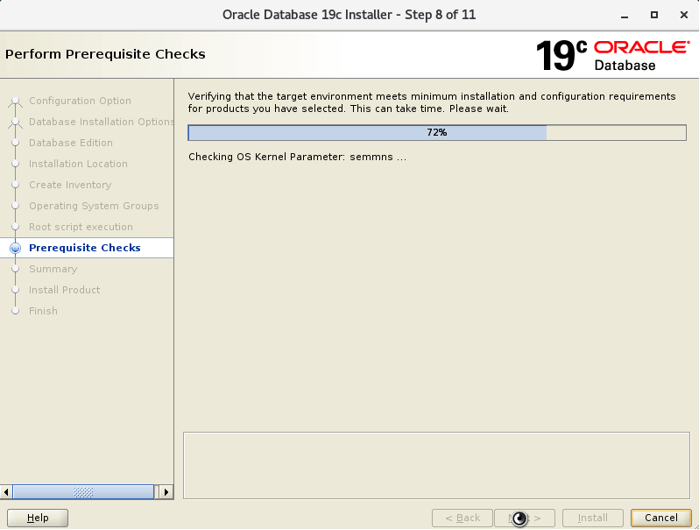 Oracle Database 19c Installer - Step 8 of 11
Perform Prerequisite Checks
19c ORACLE
Database
Configuration Option
Database Installation Options
Database Edition
Installation Location
Create Inventory
Operating System Groups
Root script execution
Prerequisite Checks
Summary
Install Product
Finish
Verifying that the target environment meets minimum installation and configuration requirements
for products you have selected. This can take time. Please wait.
72%
Checking OS Kernel Parameter: semmns ...
Help
< Back
>
Install
Cancel